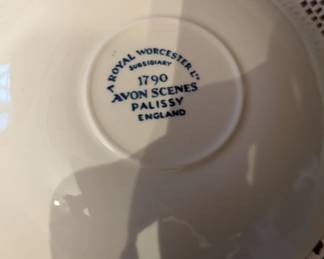 A ROYAL WORCESTER LTD
SUBSIDIARY
1790
AVON SCENES
PALISSY
ENGLAND